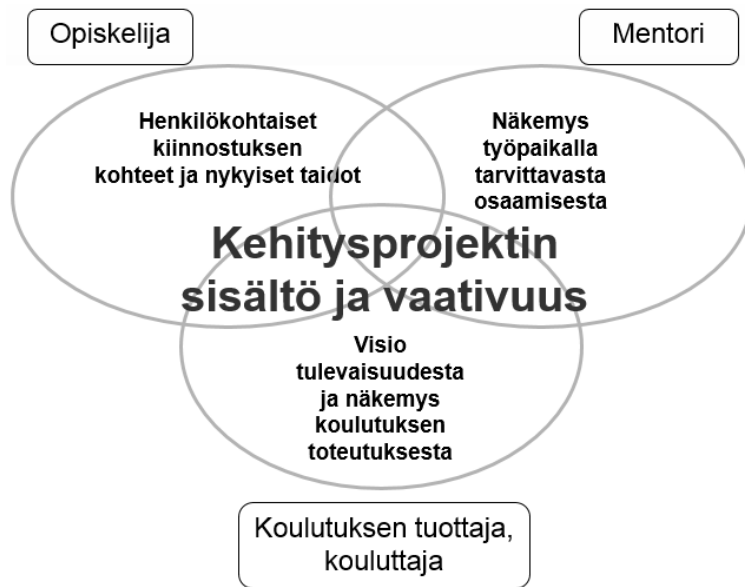 Opiskelija
Mentori
Henkilökohtaiset
kiinnostuksen
kohteet ja nykyiset taidot
Näkemys
työpaikalla
tarvittavasta
osaamisesta
Kehitysprojektin
sisältö ja vaativuus
Visio
tulevaisuudesta
ja näkemys
koulutuksen
toteutuksesta
Koulutuksen tuottaja,
kouluttaja